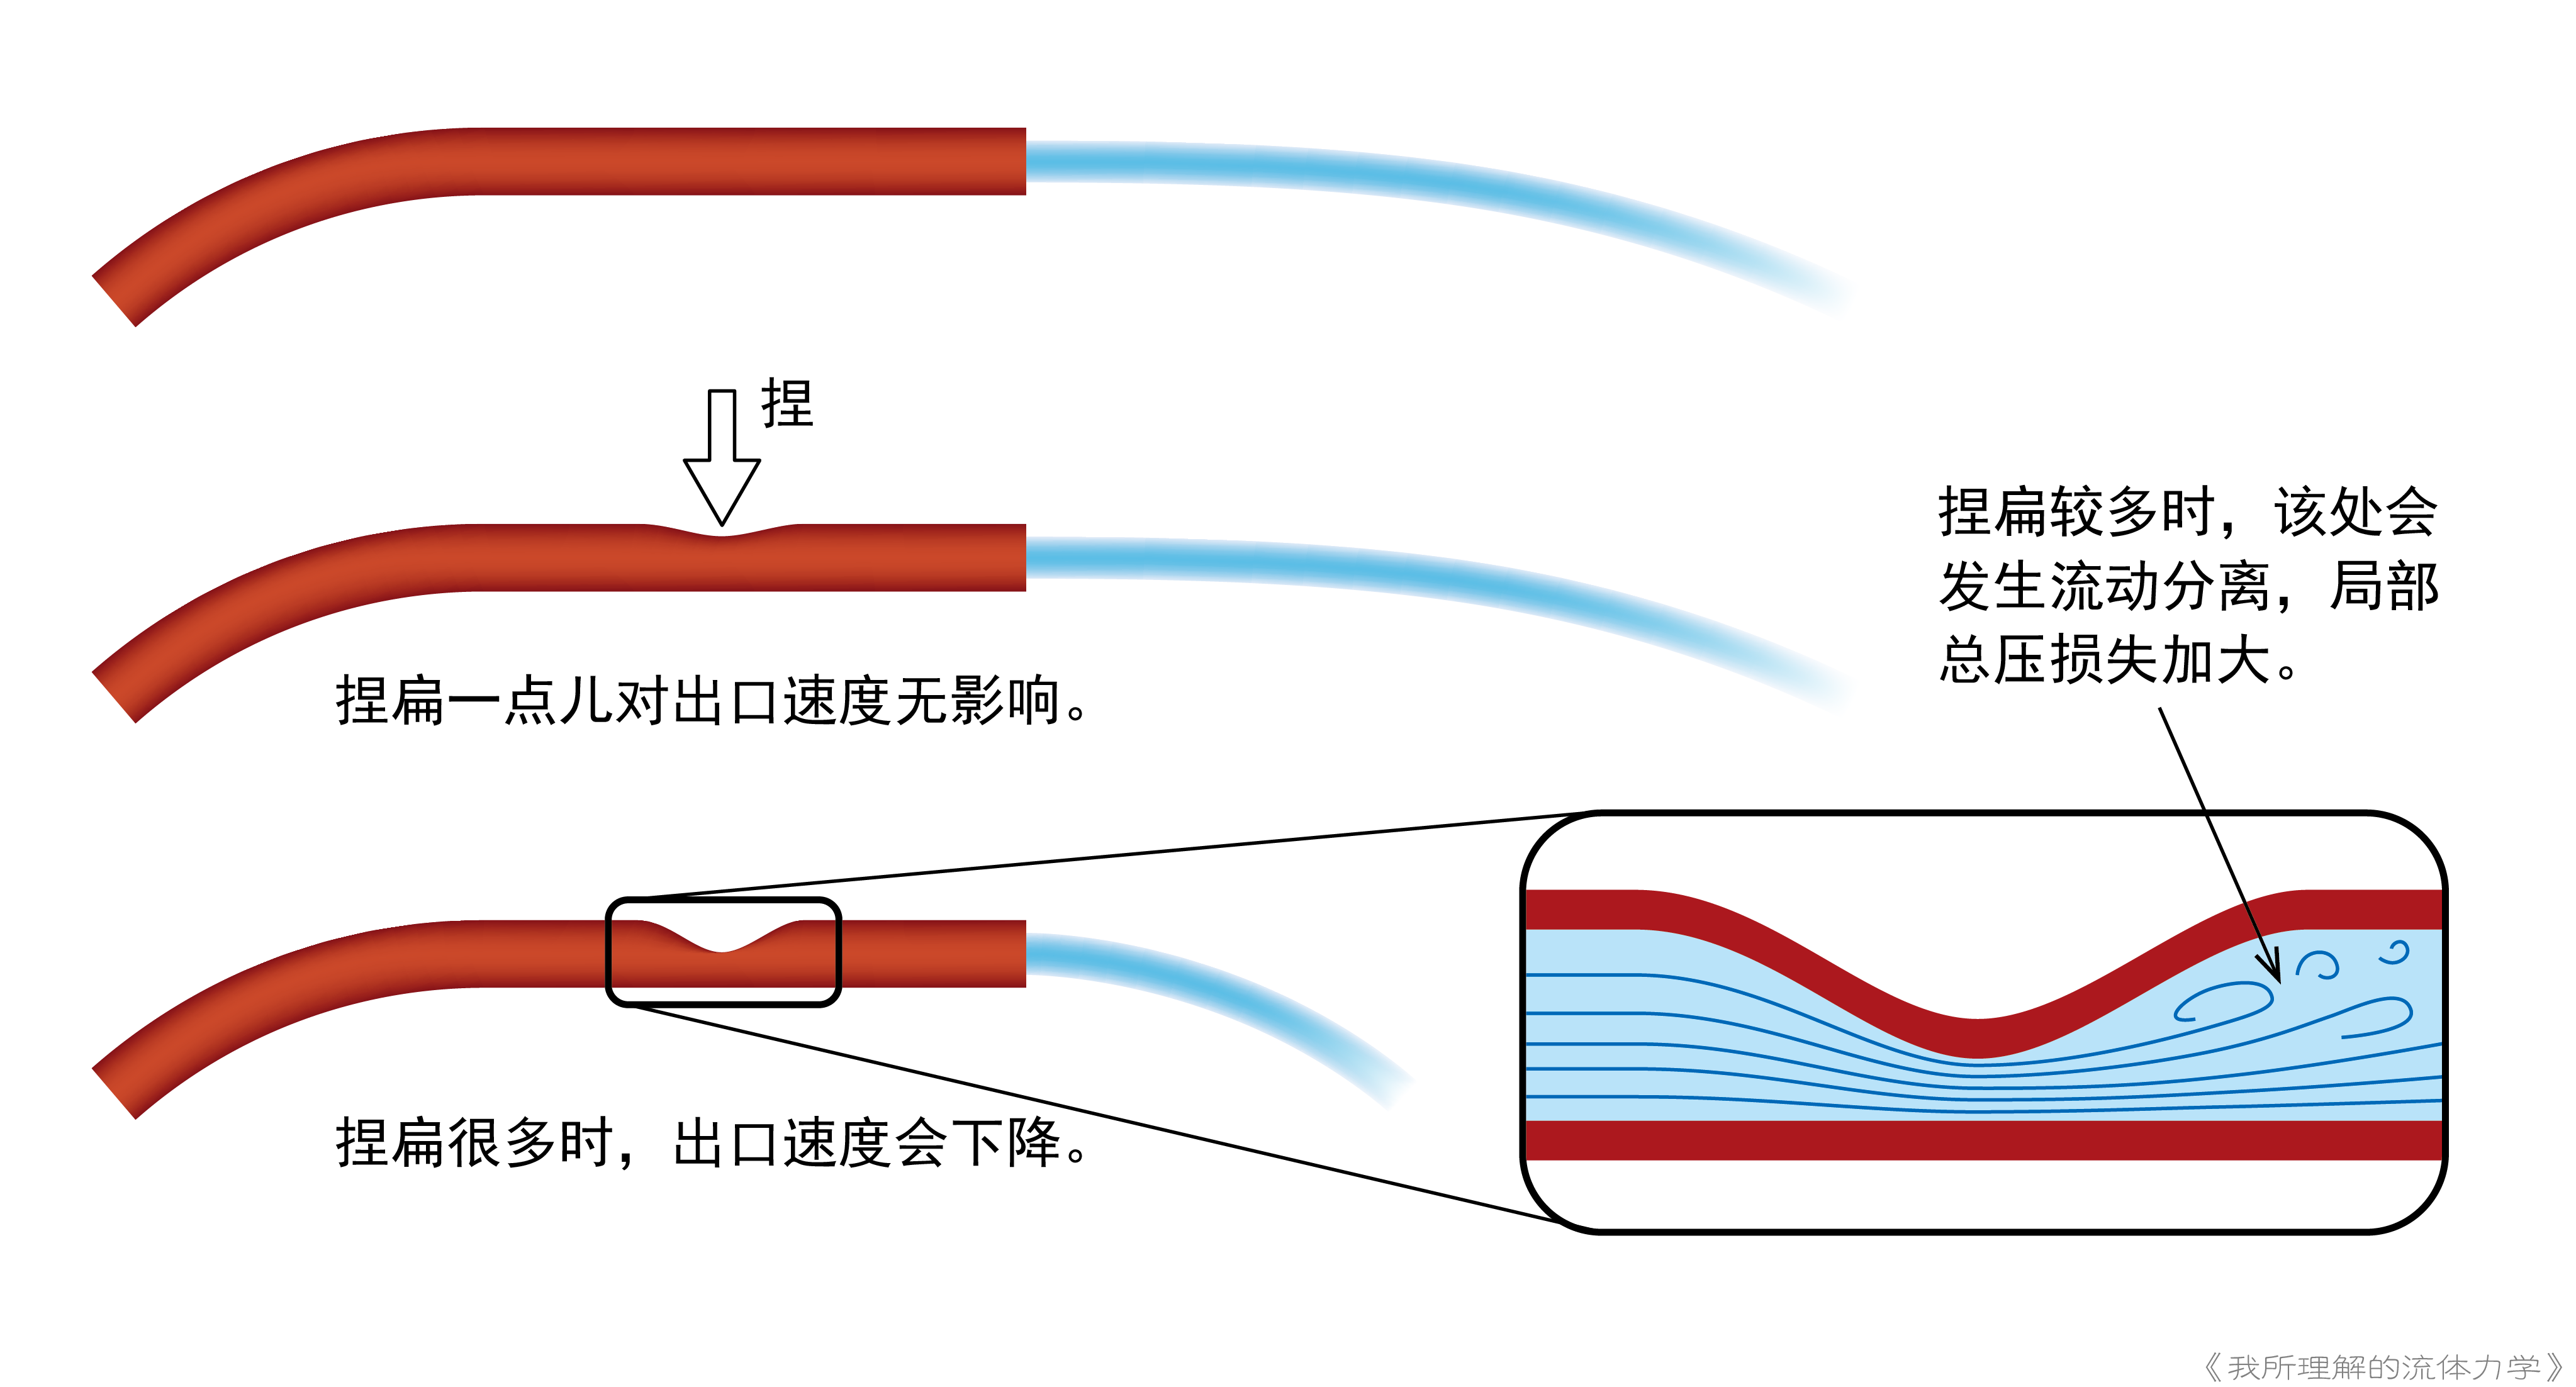 捏
捏扁一点儿对出口速度无影响。
捏扁较多时，该处会
发生流动分离，局部
总压损失加大。
捏扁很多时，出口速度会下降。
《我所理解的流体力学》